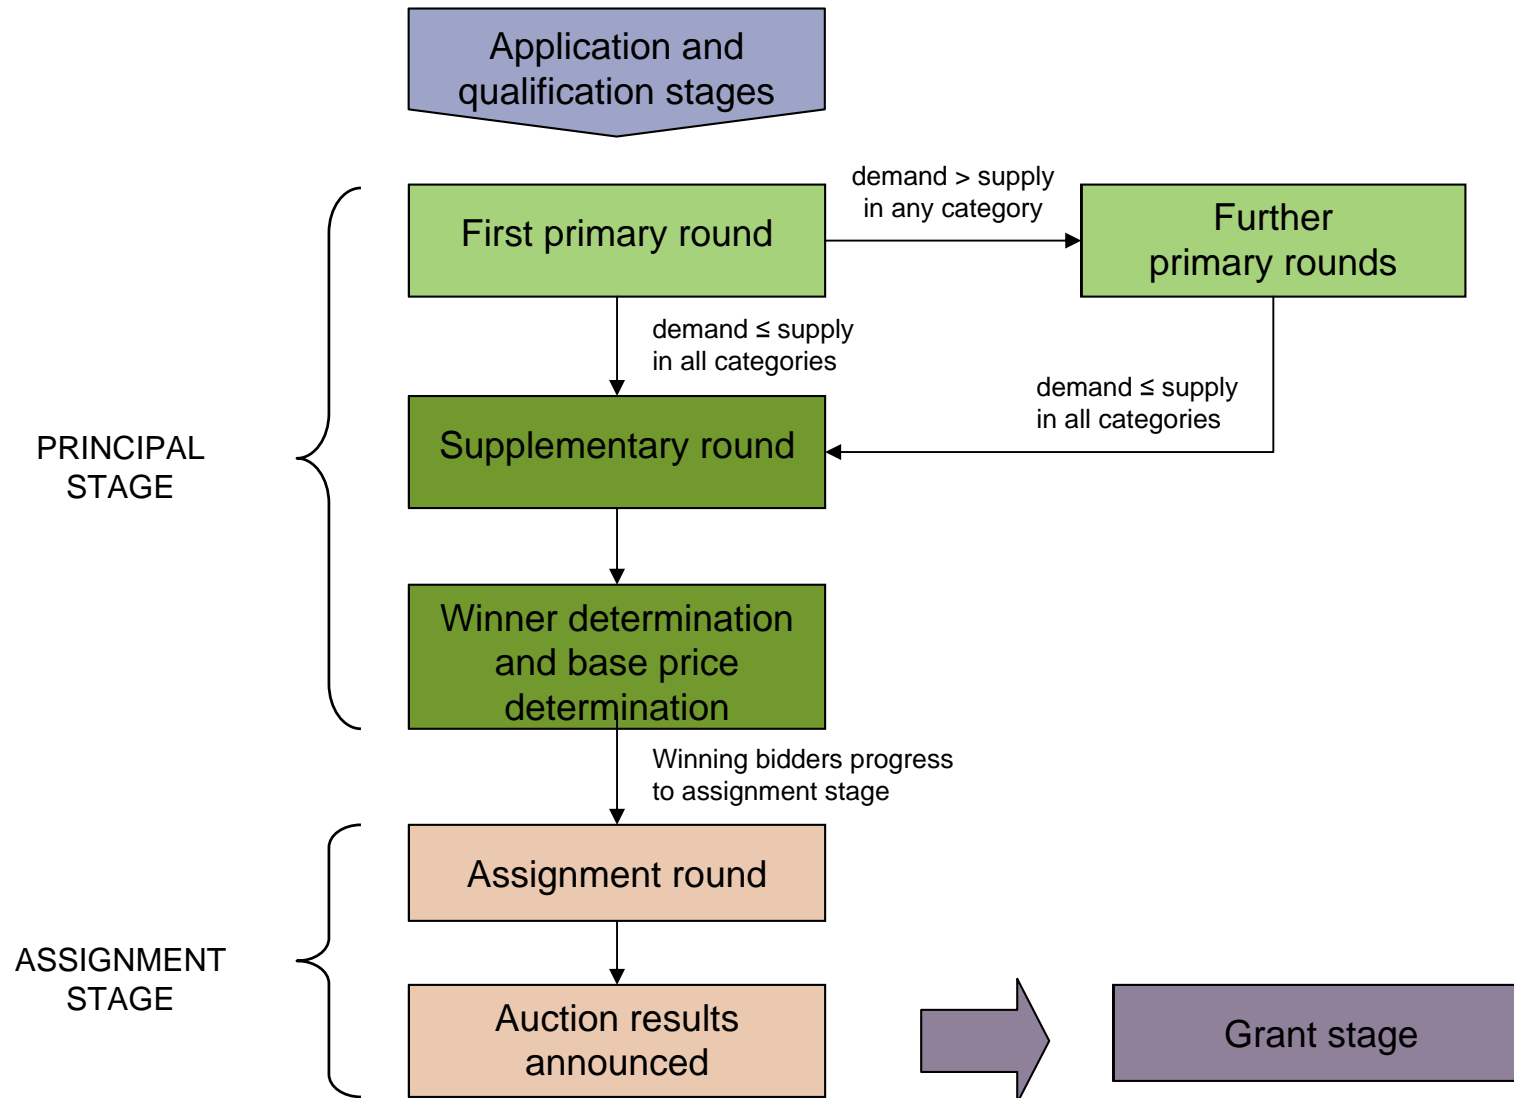 Application and
qualification stages
First primary round
demand > supply
in any category
Further
primary rounds
demand ≤ supply
in all categories
demand ≤ supply
in all categories
PRINCIPAL
STAGE
Supplementary round
Winner determination
and base price
determination
Winning bidders progress
to assignment stage
Assignment round
ASSIGNMENT
STAGE
Auction results
announced
Grant stage